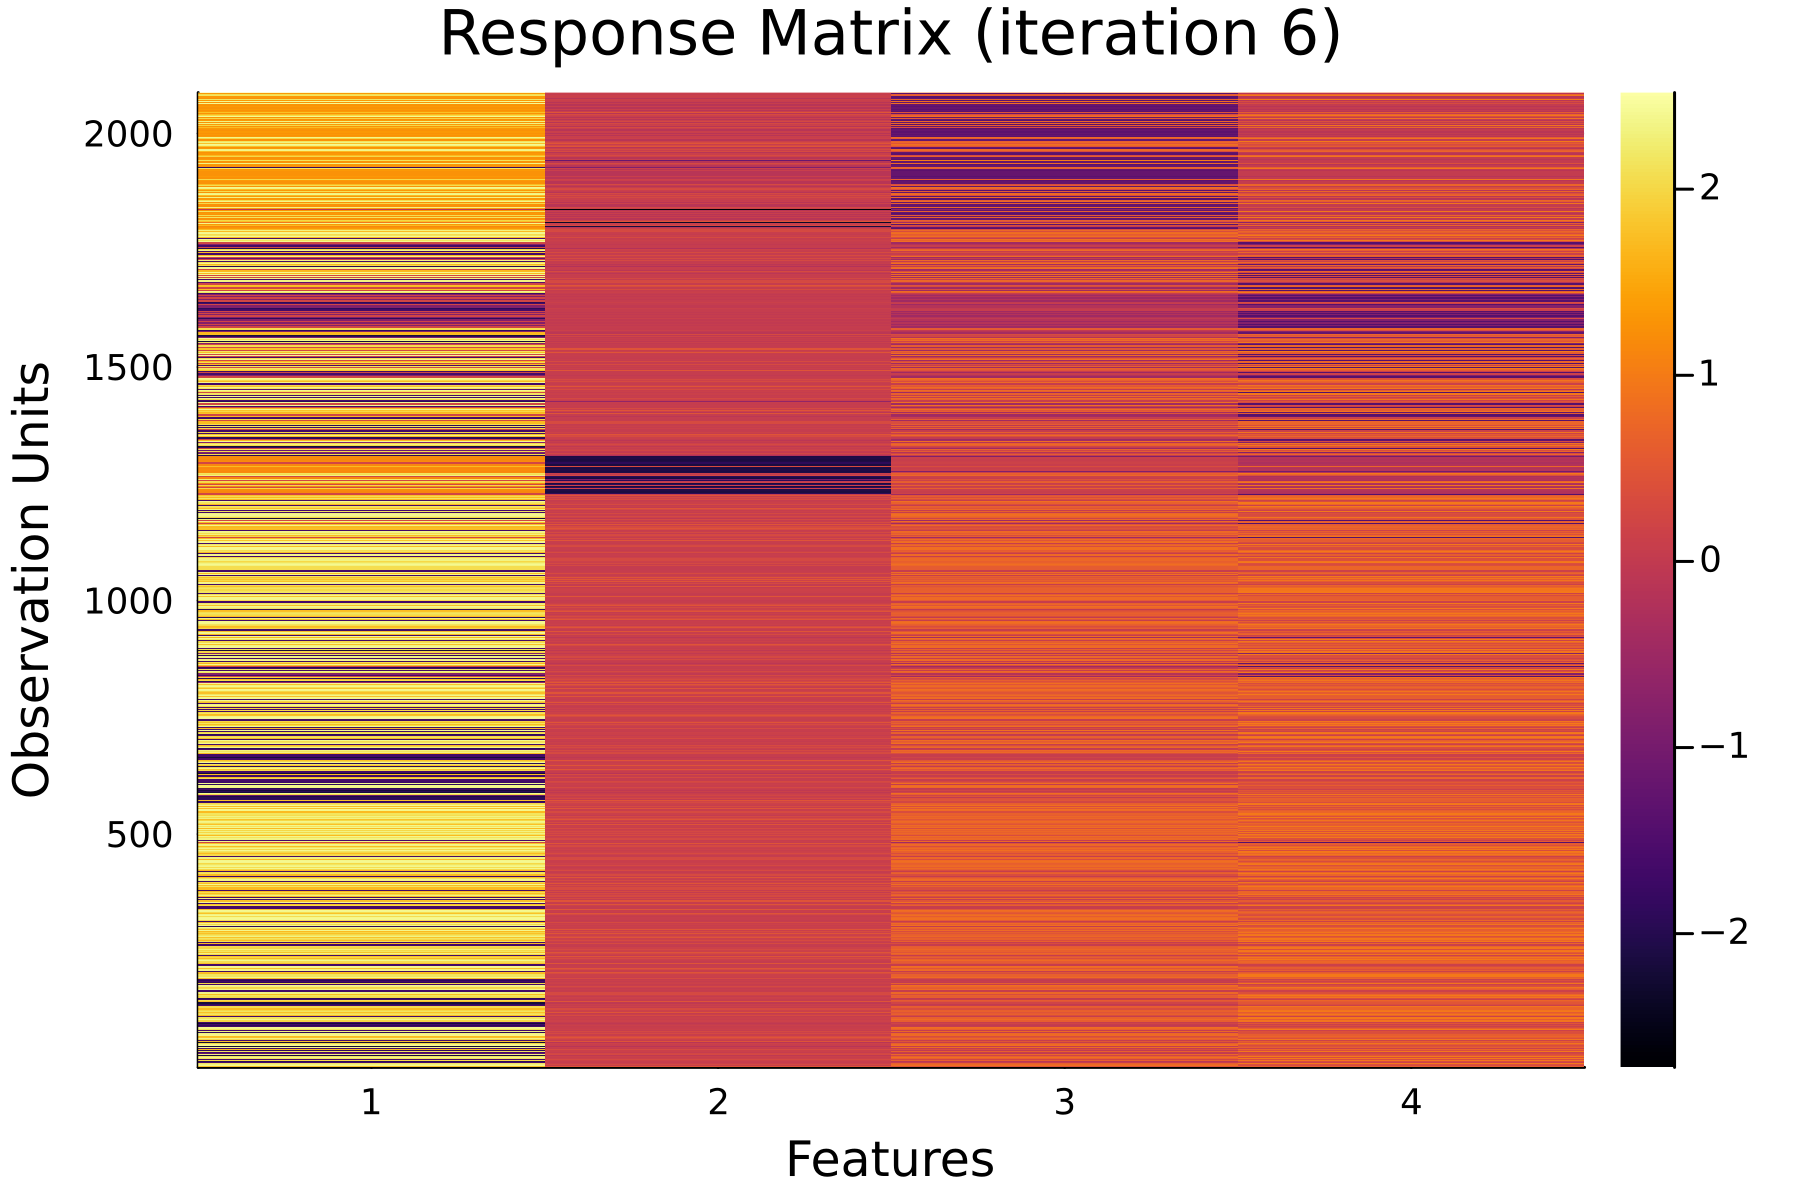 Response Matrix (iteration 6)
Observation Units
2000
1500
1000
500
1 2 3 4
Features
2
1
0
−1
−2